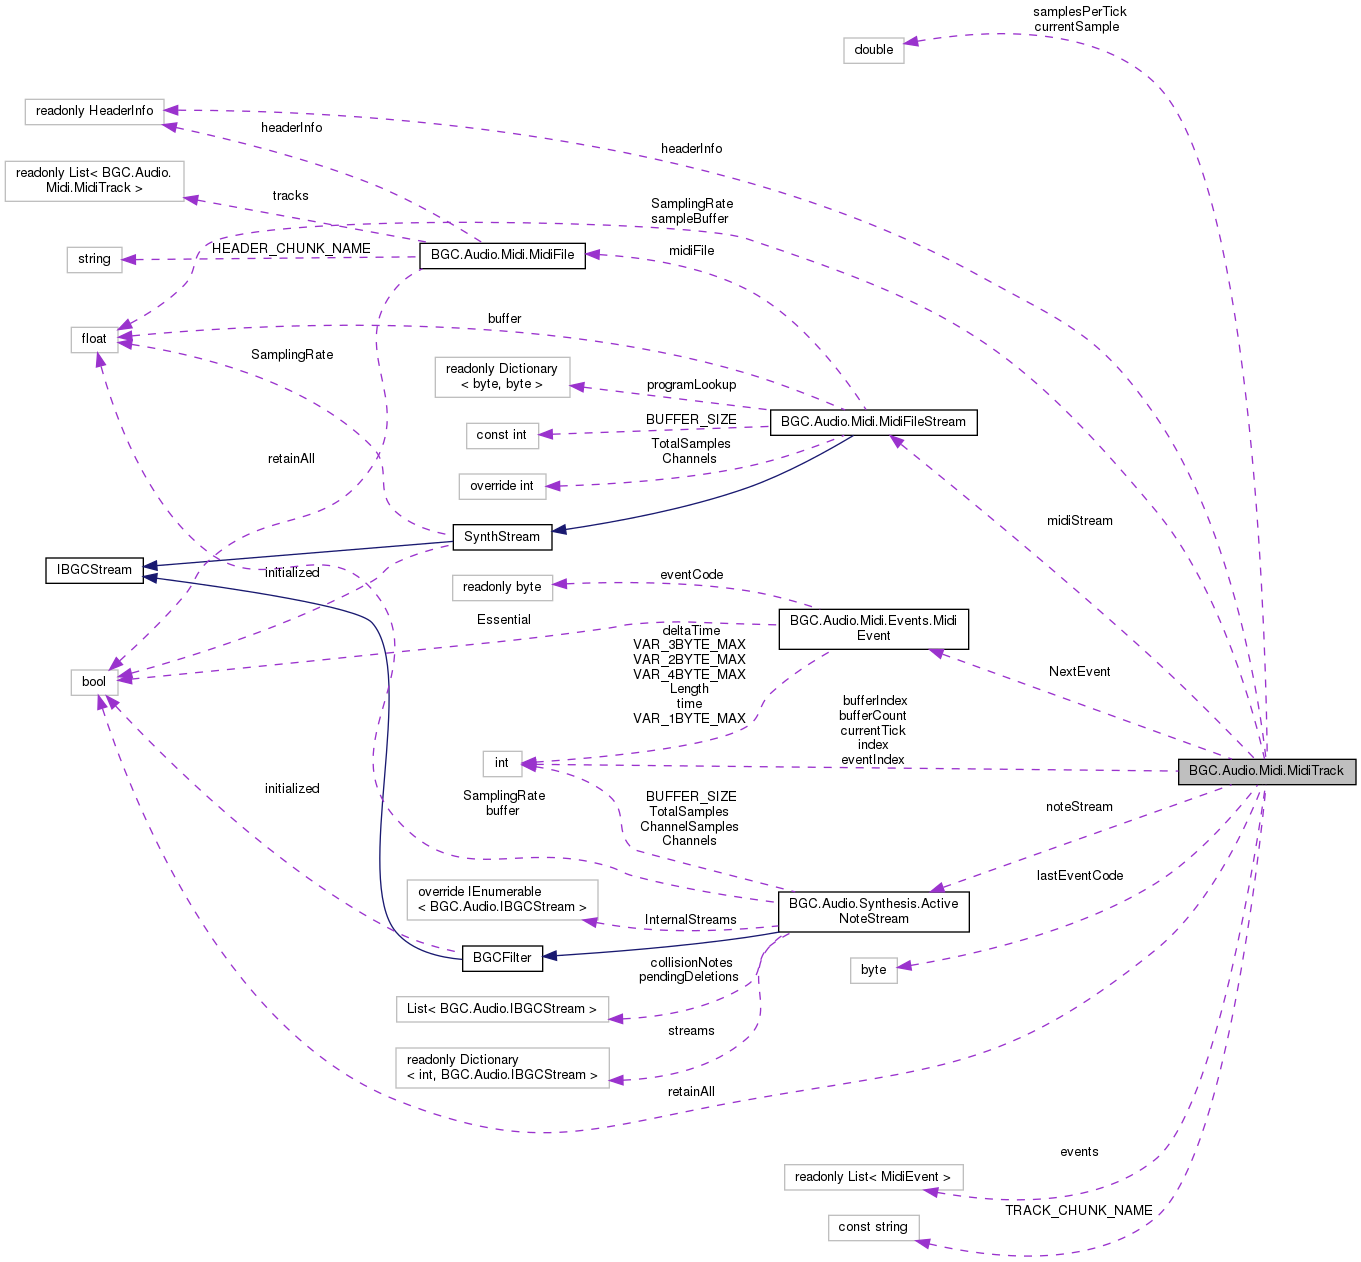 samplesPerTick
currentSample
double
readonly HeaderInfo
headerInfo
headerInfo
readonly List< BGC.Audio.
Midi.MidiTrack >
tracks
SamplingRate
sampleBuffer
string
HEADER_CHUNK_NAME
BGC.Audio.Midi.MidiFile
midiFile
float
buffer
SamplingRate
readonly Dictionary
< byte, byte >
programLookup
BGC.Audio.Midi.MidiFileStream
BUFFER_SIZE
const int
TotalSamples
Channels
retainAll
override int
midiStream
SynthStream
IBGCStream
initialized
eventCode
readonly byte
Essential
BGC.Audio.Midi.Events.Midi
Event
deltaTime
VAR_3BYTE_MAX
VAR_2BYTE_MAX
VAR_4BYTE_MAX
Length
time
VAR_1BYTE_MAX
NextEvent
bool
bufferIndex
bufferCount
currentTick
index
eventIndex
int
BGC.Audio.Midi.MidiTrack
initialized
SamplingRate
buffer
BUFFER_SIZE
TotalSamples
ChannelSamples
Channels
noteStream
lastEventCode
override IEnumerable
< BGC.Audio.IBGCStream >
InternalStreams
BGC.Audio.Synthesis.Active
NoteStream
BGCFilter
collisionNotes
pendingDeletions
byte
List< BGC.Audio.IBGCStream >
streams
readonly Dictionary
< int, BGC.Audio.IBGCStream >
retainAll
events
readonly List< MidiEvent >
TRACK_CHUNK_NAME
const string